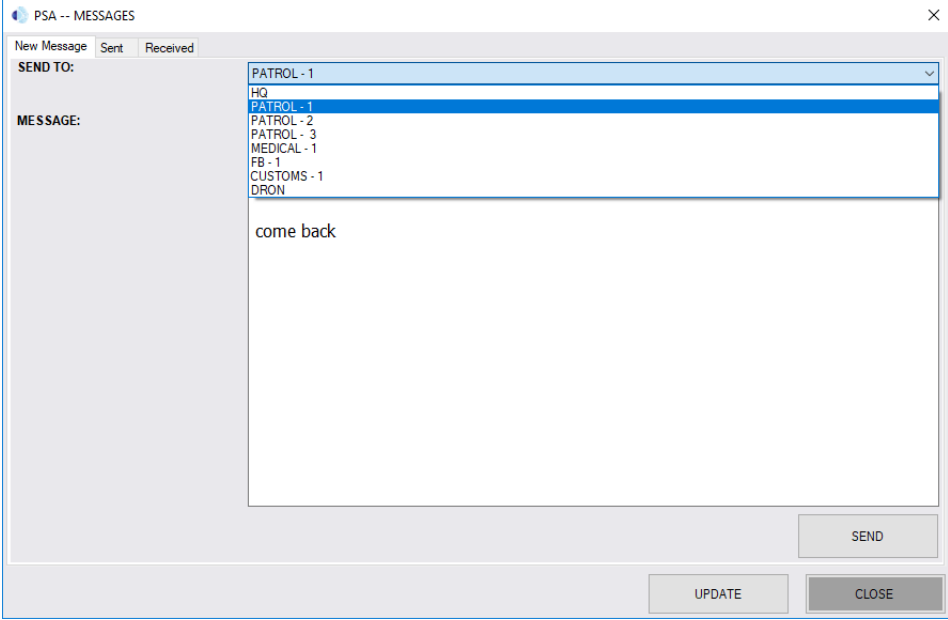 PSA -- MESSAGES
New Message Sent Received
SEND TO:
PATROL - 1
HQ
PATROL - 1
MESSAGE:
PATROL - 2
PATROL -  3
MEDICAL - 1
FB - 1
CUSTOMS - 1
DRON
come back
SEND
UPDATE
CLOSE